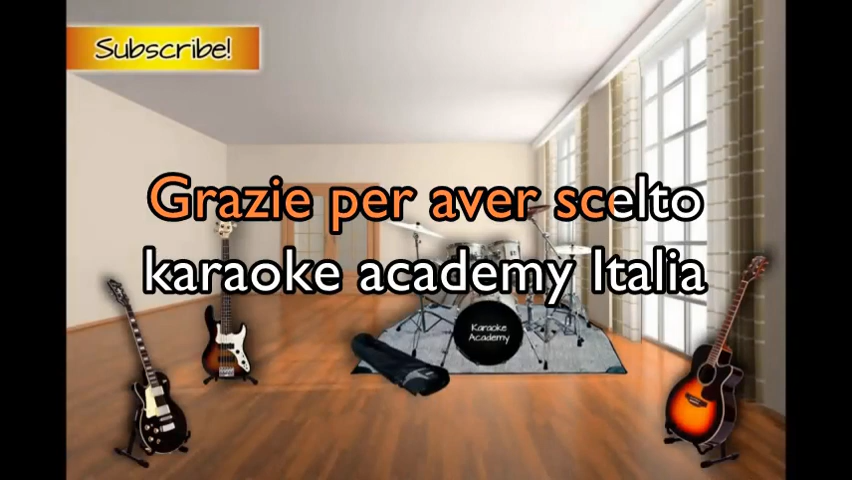 Subscribe!
Grazie per aver scelto
karaoke academy Italia
Karaoke
Academy